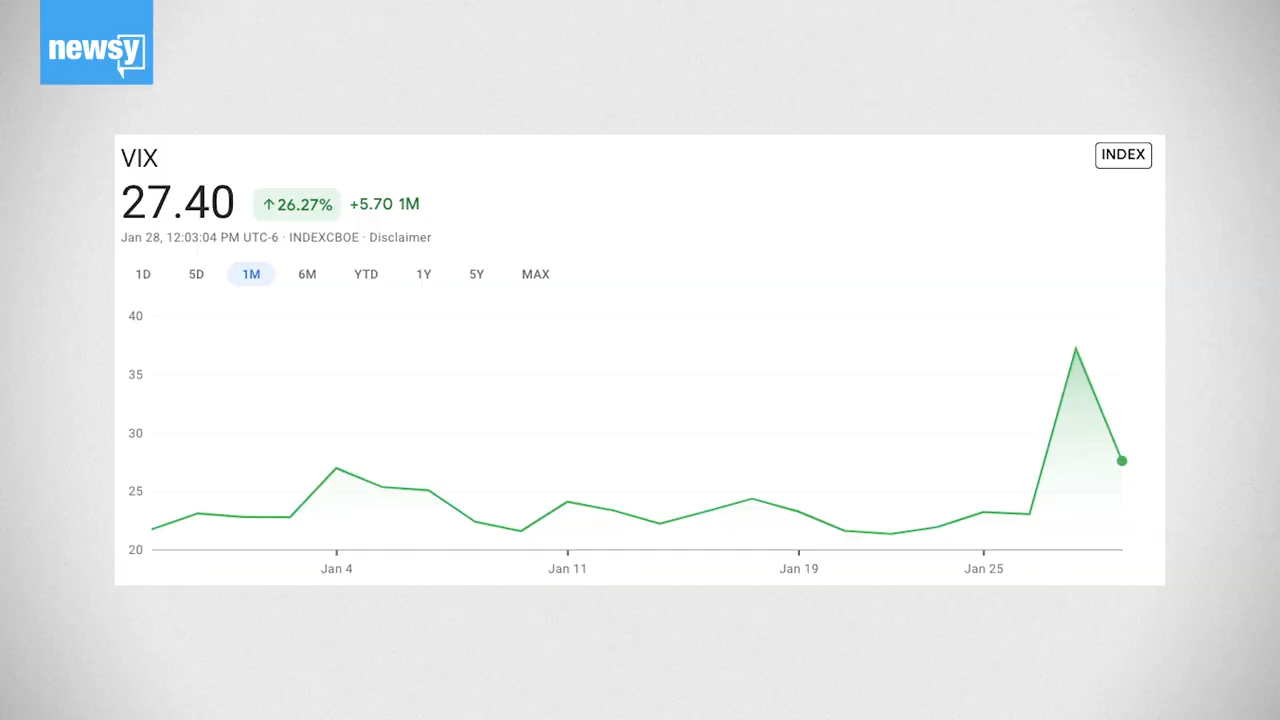 newsy
VIX
INDEX
27.40 ↑26.27% +5.70 1M
Jan 28, 12:03:04 PM UTC-6 · INDEXCBOE · Disclaimer
1D 5D 1M 6M YTD 1Y 5Y MAX
40
35
30
25
20
Jan 4 Jan 11 Jan 19 Jan 25